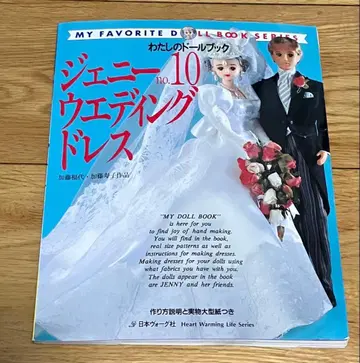 MY FAVORITE DOLL BOOK SERIES
わたしのドールブック
ジェニー no.10
ウエディング
ドレス
加藤福代・加藤寿子作品
"MY DOLL BOOK"
is here for you
to find joy of hand making.
You will find in the book,
real size patterns as well as
instructions for making dresses.
Making dresses for your dolls using
what fabrics you have with you.
The dolls appear in the book
are JENNY and her friends.
作り方説明と実物大型紙つき
日本ヴォーグ社 Heart Warming Life Series